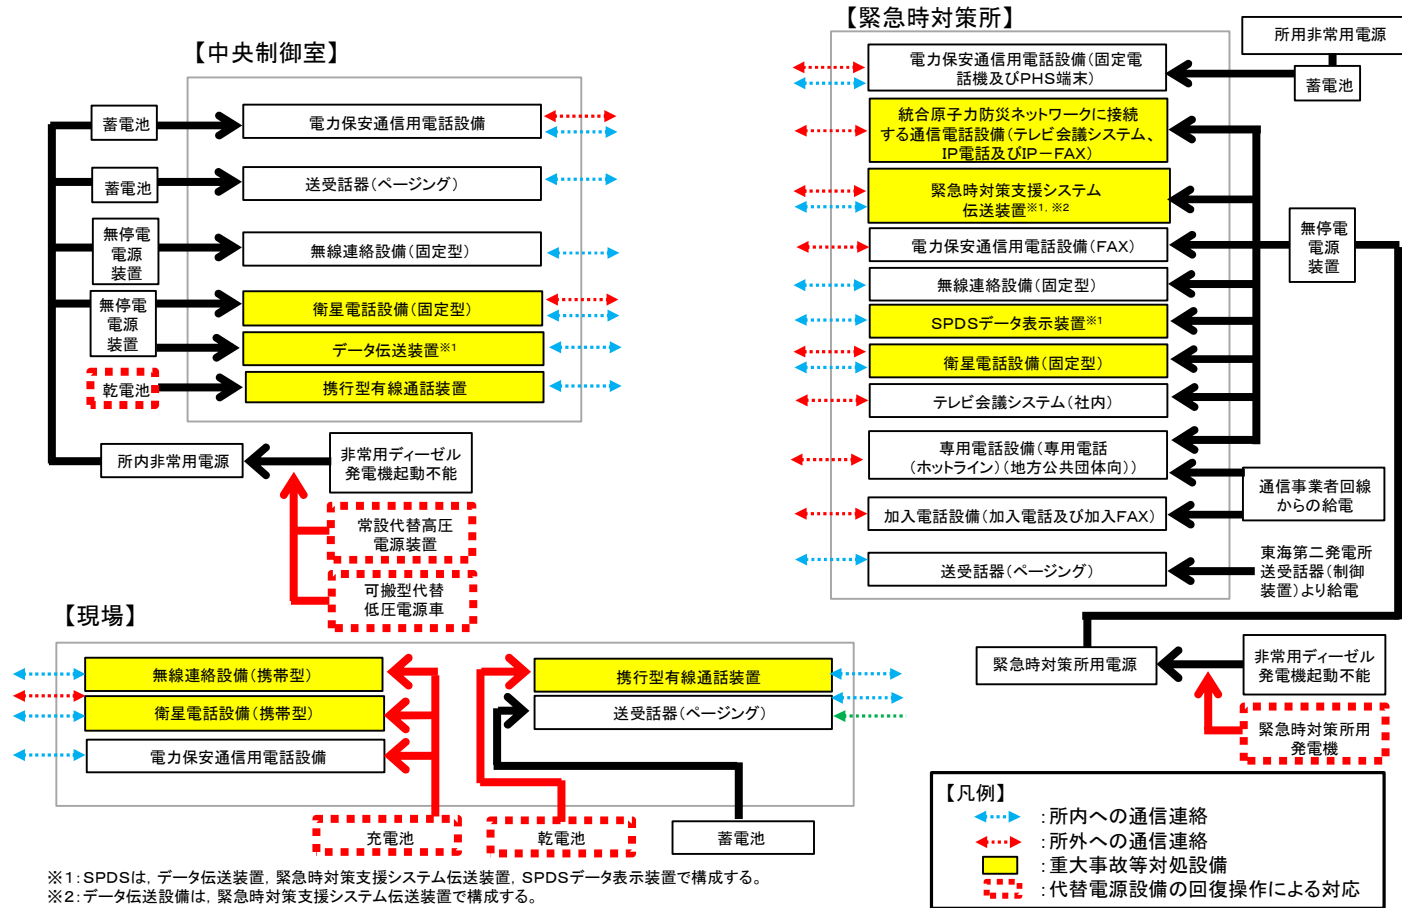 【中央制御室】
蓄電池
電力保安通信用電話設備
蓄電池
送受話器(ページング)
無停電
電源
装置
無線連絡設備(固定型)
無停電
電源
装置
衛星電話設備(固定型)
データ伝送装置※1
乾電池
携行型有線通話装置
所内非常用電源
非常用ディーゼル
発電機起動不能
常設代替高圧
電源装置
可搬型代替
低圧電源車
【緊急時対策所】
所用非常用電源
蓄電池
電力保安通信用電話設備(固定電
話機及びPHS端末)
統合原子力防災ネットワークに接続
する通信電話設備(テレビ会議システム、
IP電話及びIP-FAX)
緊急時対策支援システム
伝送装置※1, ※2
電力保安通信用電話設備(FAX)
無停電
電源
装置
無線連絡設備(固定型)
SPDSデータ表示装置※1
衛星電話設備(固定型)
テレビ会議システム(社内)
専用電話設備(専用電話
(ホットライン)(地方公共団体向))
通信事業者回線
からの給電
加入電話設備(加入電話及び加入FAX)
送受話器(ページング)
東海第二発電所
送受話器(制御
装置)より給電
緊急時対策所用電源
非常用ディーゼル
発電機起動不能
緊急時対策所用
発電機
【現場】
無線連絡設備(携帯型)
衛星電話設備(携帯型)
電力保安通信用電話設備
携行型有線通話装置
送受話器(ページング)
充電池
乾電池
蓄電池
【凡例】
:所内への通信連絡
:所外への通信連絡
:重大事故等対処設備
:代替電源設備の回復操作による対応
※1:SPDSは, データ伝送装置, 緊急時対策支援システム伝送装置, SPDSデータ表示装置で構成する。
※2:データ伝送設備は, 緊急時対策支援システム伝送装置で構成する。